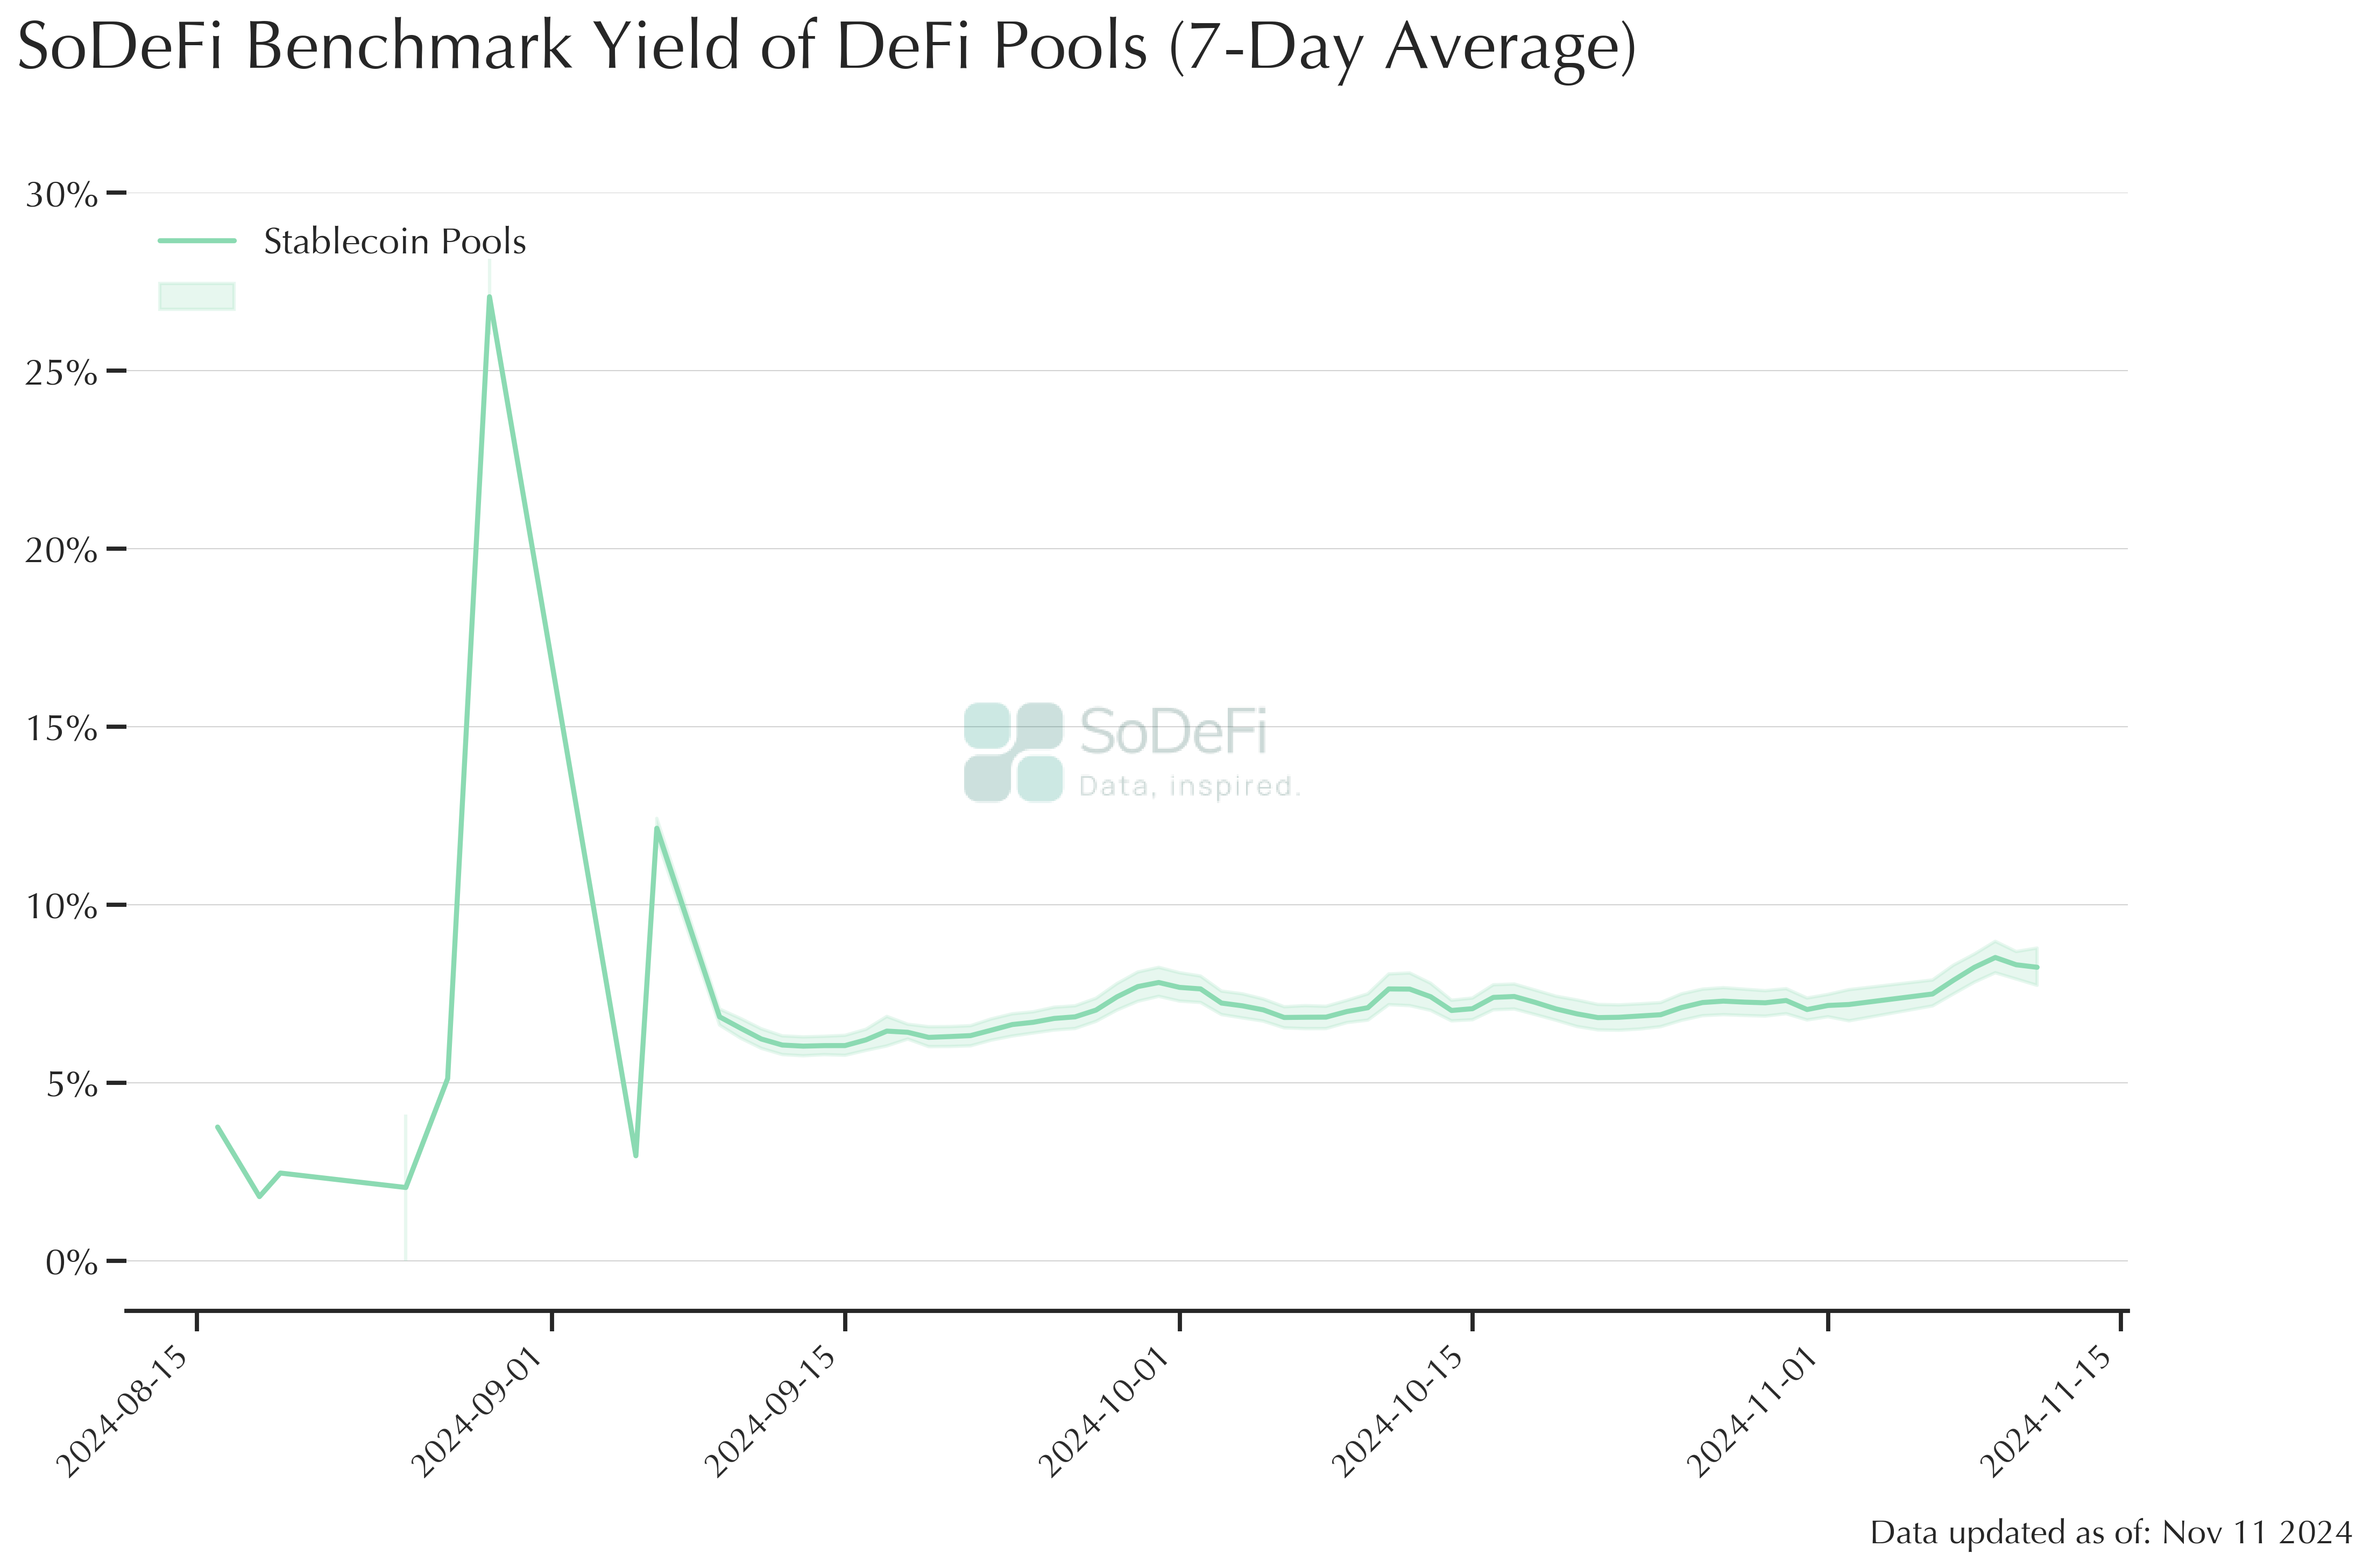 SoDeFi Benchmark Yield of DeFi Pools (7-Day Average)
30%
Stablecoin Pools
25%
20%
15%
SoDeFi
Data, inspired.
10%
5%
0%
2024-08-15
2024-09-01
2024-09-15
2024-10-01
2024-10-15
2024-11-01
2024-11-15
Data updated as of: Nov 11 2024